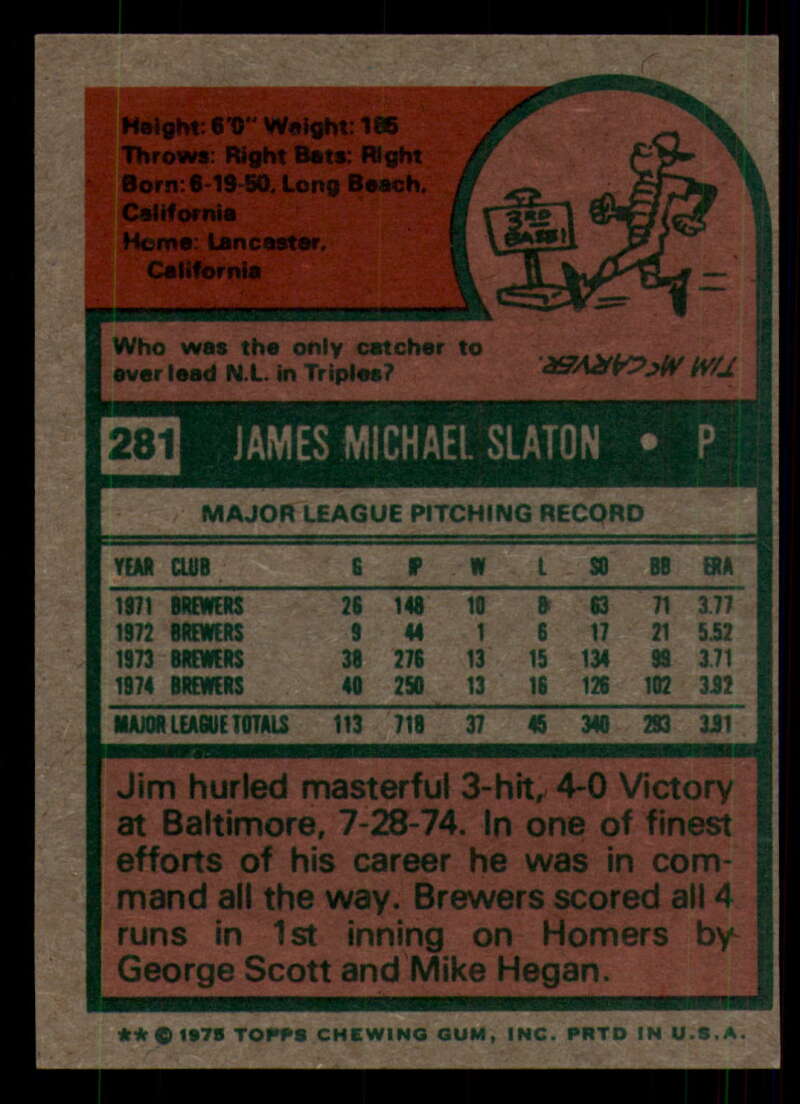 Height: 6'0" Weight: 185
Throws: Right Bats: Right
Born: 6-19-50, Long Beach,
California
Home: Lancaster,
California
3RD
BASE!
Who was the only catcher to
ever lead N.L. in Triples?
TIM McCARVER.
281 JAMES MICHAEL SLATON • P
MAJOR LEAGUE PITCHING RECORD
YEAR CLUB G IP W L SO BB ERA
1971 BREWERS 26 148 10 8 63 71 3.77
1972 BREWERS 9 44 1 6 17 21 5.52
1973 BREWERS 38 276 13 15 134 99 3.71
1974 BREWERS 40 250 13 16 126 102 3.92
MAJOR LEAGUE TOTALS 113 718 37 45 340 293 3.91
Jim hurled masterful 3-hit, 4-0 Victory
at Baltimore, 7-28-74. In one of finest
efforts of his career he was in com-
mand all the way. Brewers scored all 4
runs in 1st inning on Homers by
George Scott and Mike Hegan.
** © 1975 TOPPS CHEWING GUM, INC. PRTD IN U.S.A.